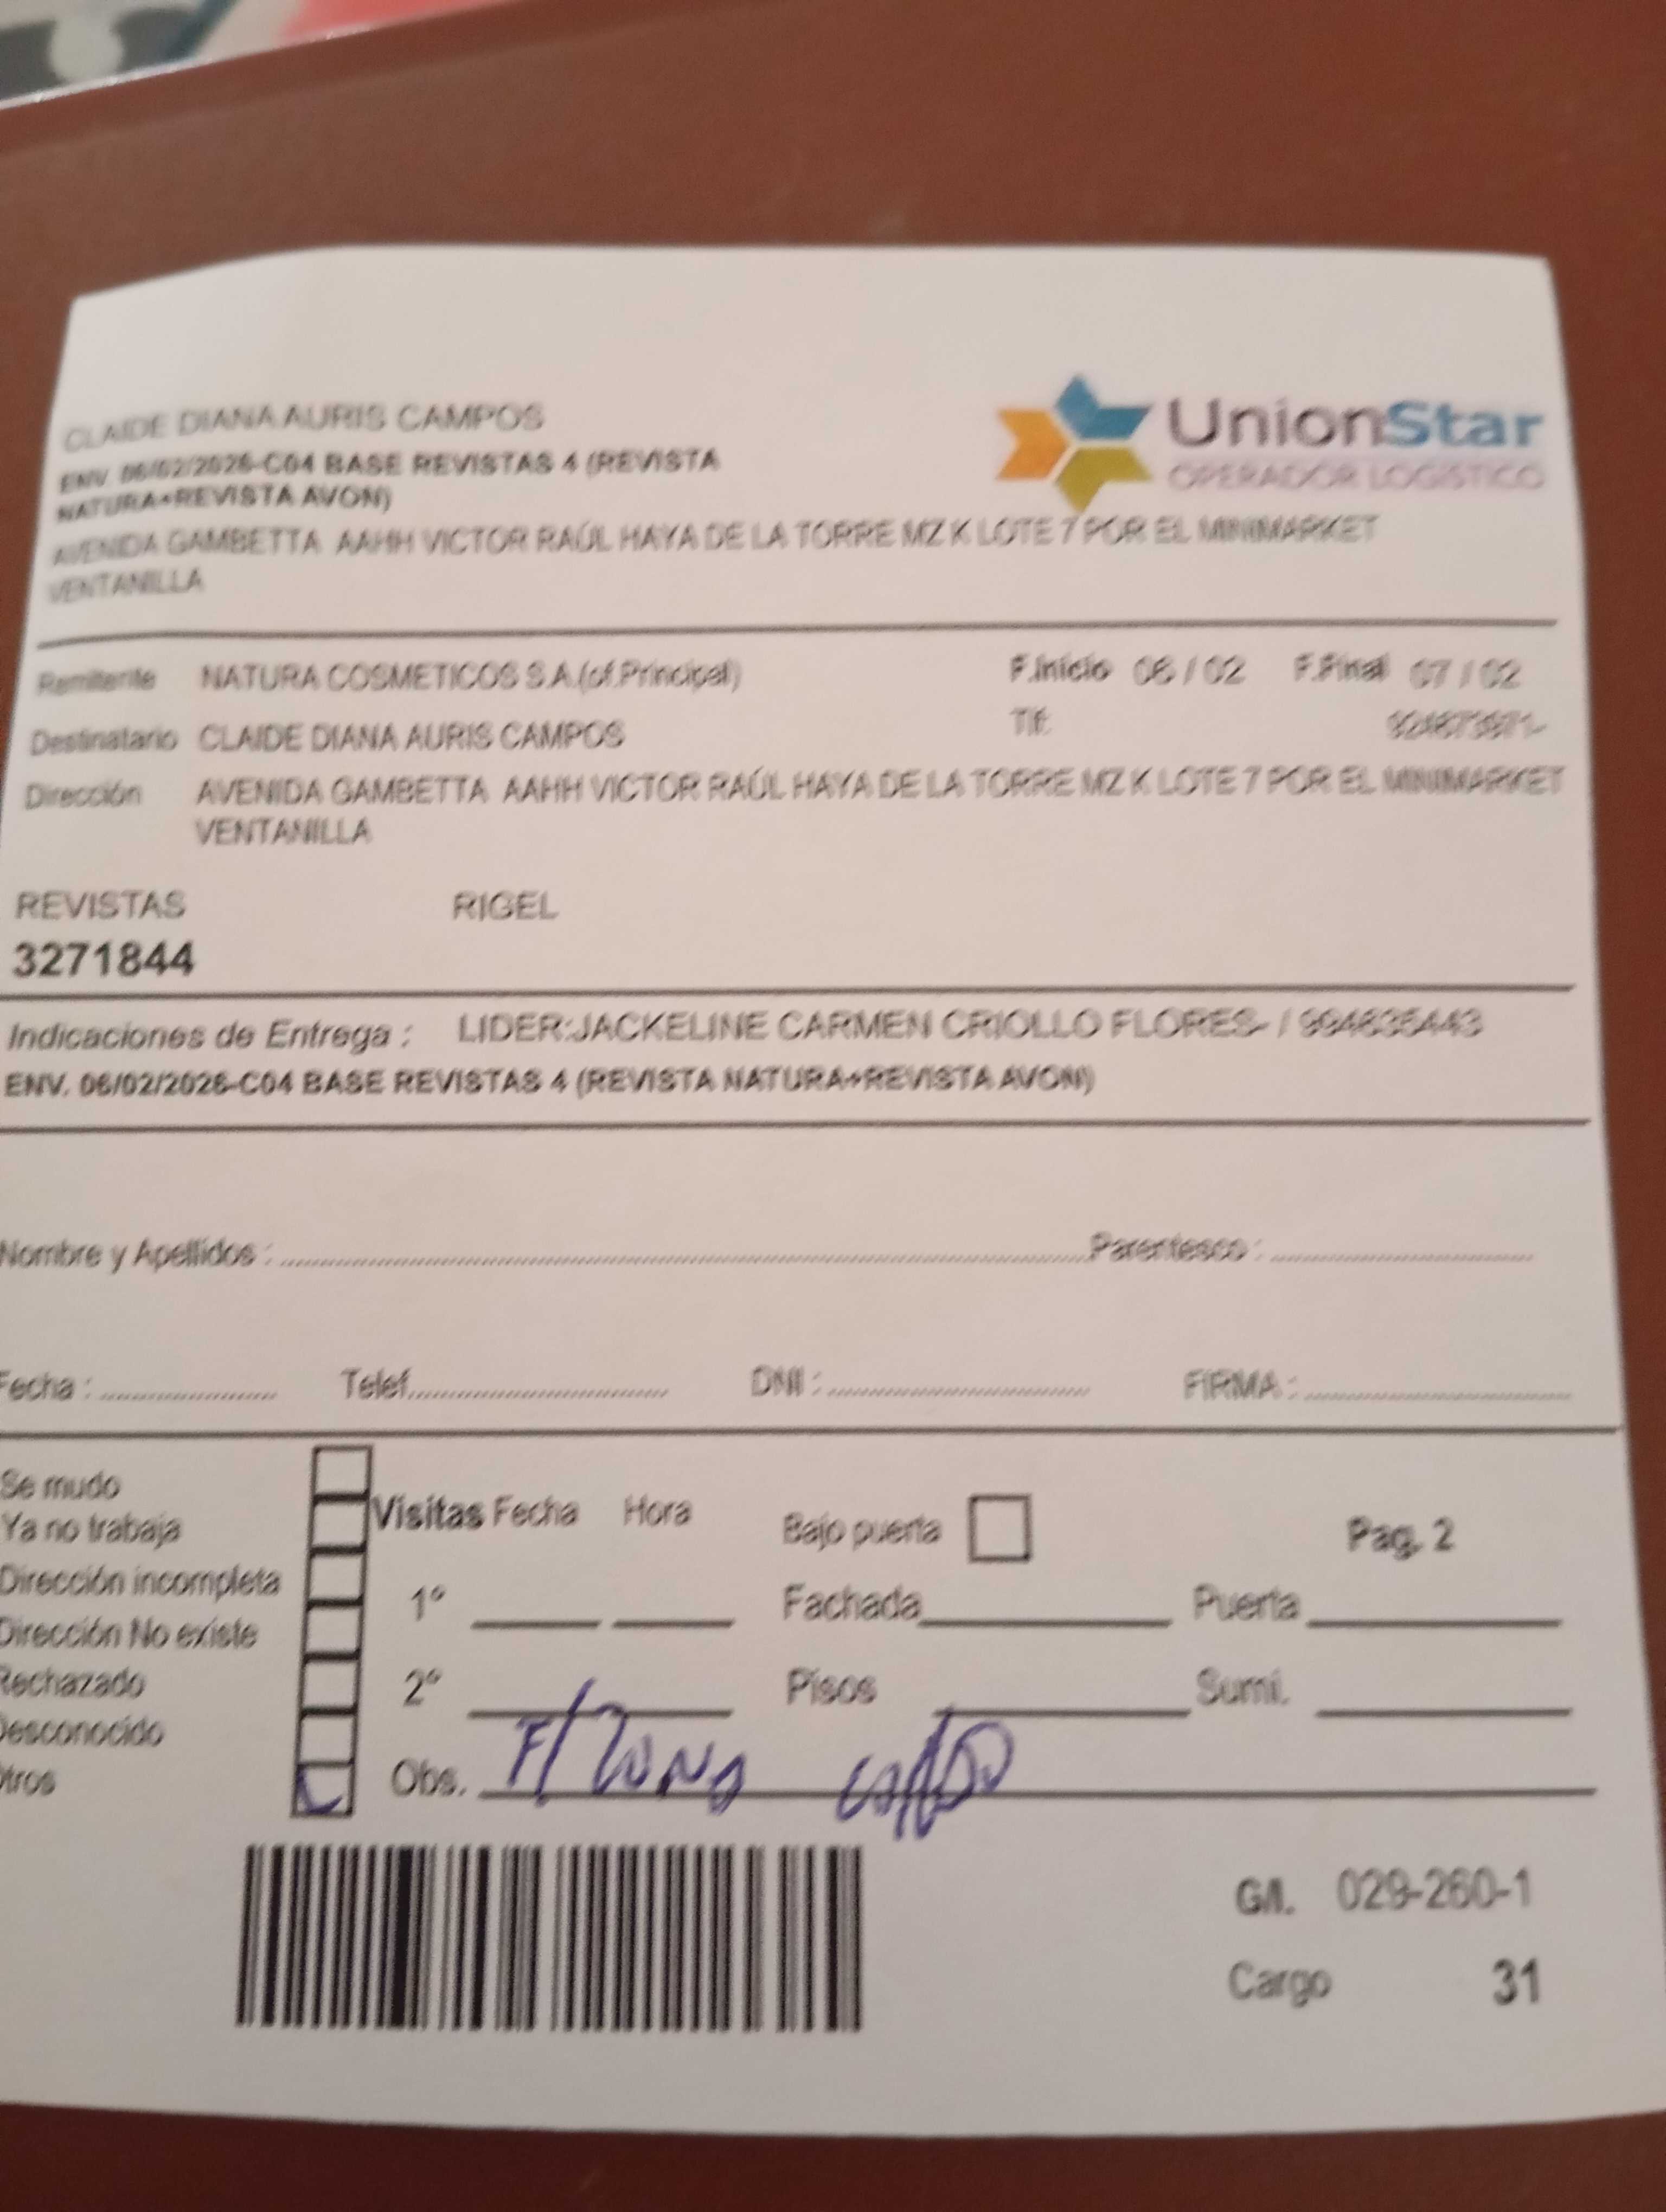 CLAIDE DIANA AURIS CAMPOS
UnionStar
OPERADOR LOGÍSTICO
ENV. 06/02/2026-C04 BASE REVISTAS 4 (REVISTA
NATURA+REVISTA AVON)
AVENIDA GAMBETTA AAHH VICTOR RAÚL HAYA DE LA TORRE MZ K LOTE 7 POR EL MINIMARKET
VENTANILLA
Remitente NATURA COSMETICOS S.A.(of.Principal) F.Inicio 06 / 02 F.Final 07 / 02
Destinatario CLAIDE DIANA AURIS CAMPOS Tlf:
Dirección AVENIDA GAMBETTA AAHH VICTOR RAÚL HAYA DE LA TORRE MZ K LOTE 7 POR EL MINIMARKET
VENTANILLA
REVISTAS RIGEL
3271844
Indicaciones de Entrega : LIDER:JACKELINE CARMEN CRIOLLO FLORES- /
ENV. 06/02/2026-C04 BASE REVISTAS 4 (REVISTA NATURA+REVISTA AVON)
Nombre y Apellidos : Parentesco :
Fecha : Telef. DNI : FIRMA :
Se mudo
Ya no trabaja
Visitas Fecha Hora Bajo puerta Pag. 2
Dirección incompleta
1° Fachada Puerta
Dirección No existe
Rechazado
2° Pisos Sumi.
Desconocido
Otros
Obs. F/ZONA
G/I. 029-260-1
Cargo 31